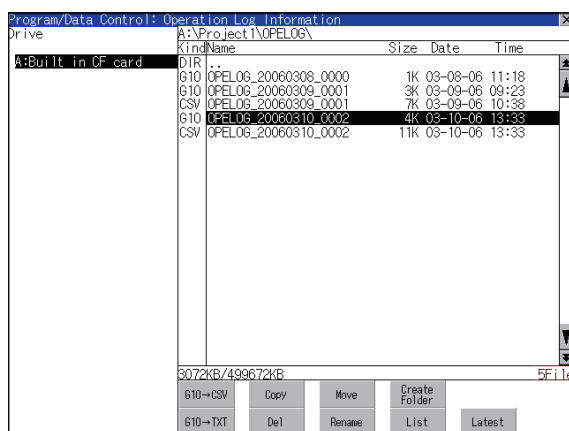 Program/Data Control: Operation Log Information
Drive
A:\Project1\OPELOG\
Kind Name Size Date Time
A:Built in CF card
DIR ..
G10 OPELOG_20060308_0000 1K 03-08-06 11:18
G10 OPELOG_20060309_0001 3K 03-09-06 09:23
CSV OPELOG_20060309_0001 7K 03-09-06 10:38
G10 OPELOG_20060310_0002 4K 03-10-06 13:33
CSV OPELOG_20060310_0002 11K 03-10-06 13:33
3072KB/499672KB 5File
G10→CSV Copy Move Create Folder
G10→TXT Del Rename List Latest